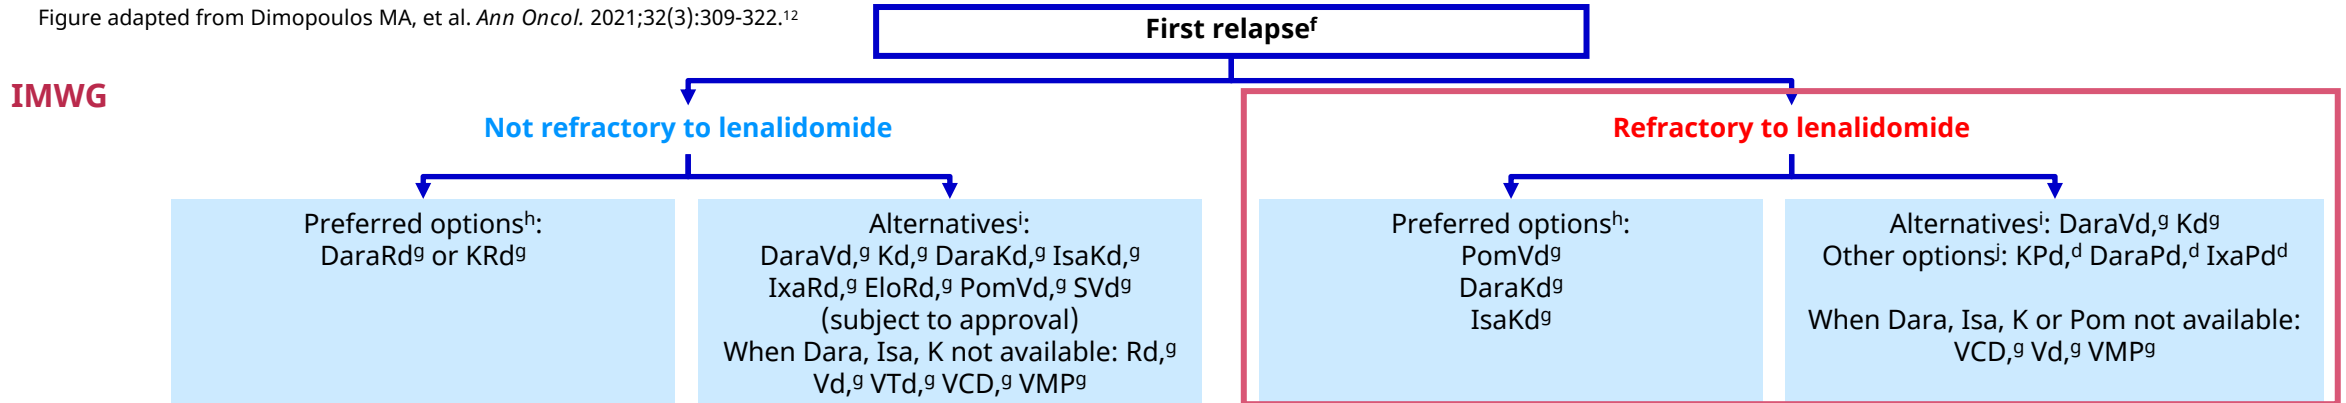 Figure adapted from Dimopoulos MA, et al. Ann Oncol. 2021;32(3):309-322.¹²
First relapseᶠ
IMWG
Not refractory to lenalidomide
Refractory to lenalidomide
Preferred optionsʰ:
DaraRdᵍ or KRdᵍ
Alternativesⁱ:
DaraVd,ᵍ Kd,ᵍ DaraKd,ᵍ IsaKd,ᵍ
IxaRd,ᵍ EloRd,ᵍ PomVd,ᵍ SVdᵍ
(subject to approval)
When Dara, Isa, K not available: Rd,ᵍ
Vd,ᵍ VTd,ᵍ VCD,ᵍ VMPᵍ
Preferred optionsʰ:
PomVdᵍ
DaraKdᵍ
IsaKdᵍ
Alternativesⁱ: DaraVd,ᵍ Kdᵍ
Other optionsʲ: KPd,ᵈ DaraPd,ᵈ IxaPdᵈ
When Dara, Isa, K or Pom not available:
VCD,ᵍ Vd,ᵍ VMPᵍ